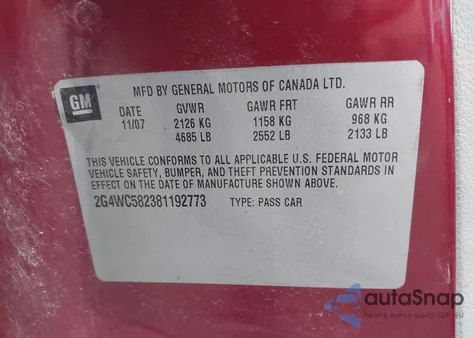 GM
MFD BY GENERAL MOTORS OF CANADA LTD.
DATE GVWR GAWR FRT GAWR RR
11/07 2126 KG 1158 KG 968 KG
4685 LB 2552 LB 2133 LB
THIS VEHICLE CONFORMS TO ALL APPLICABLE U.S. FEDERAL MOTOR
VEHICLE SAFETY, BUMPER, AND THEFT PREVENTION STANDARDS IN
EFFECT ON THE DATE OF MANUFACTURE SHOWN ABOVE.
2G4WC582381192773 TYPE: PASS CAR
autoSnap